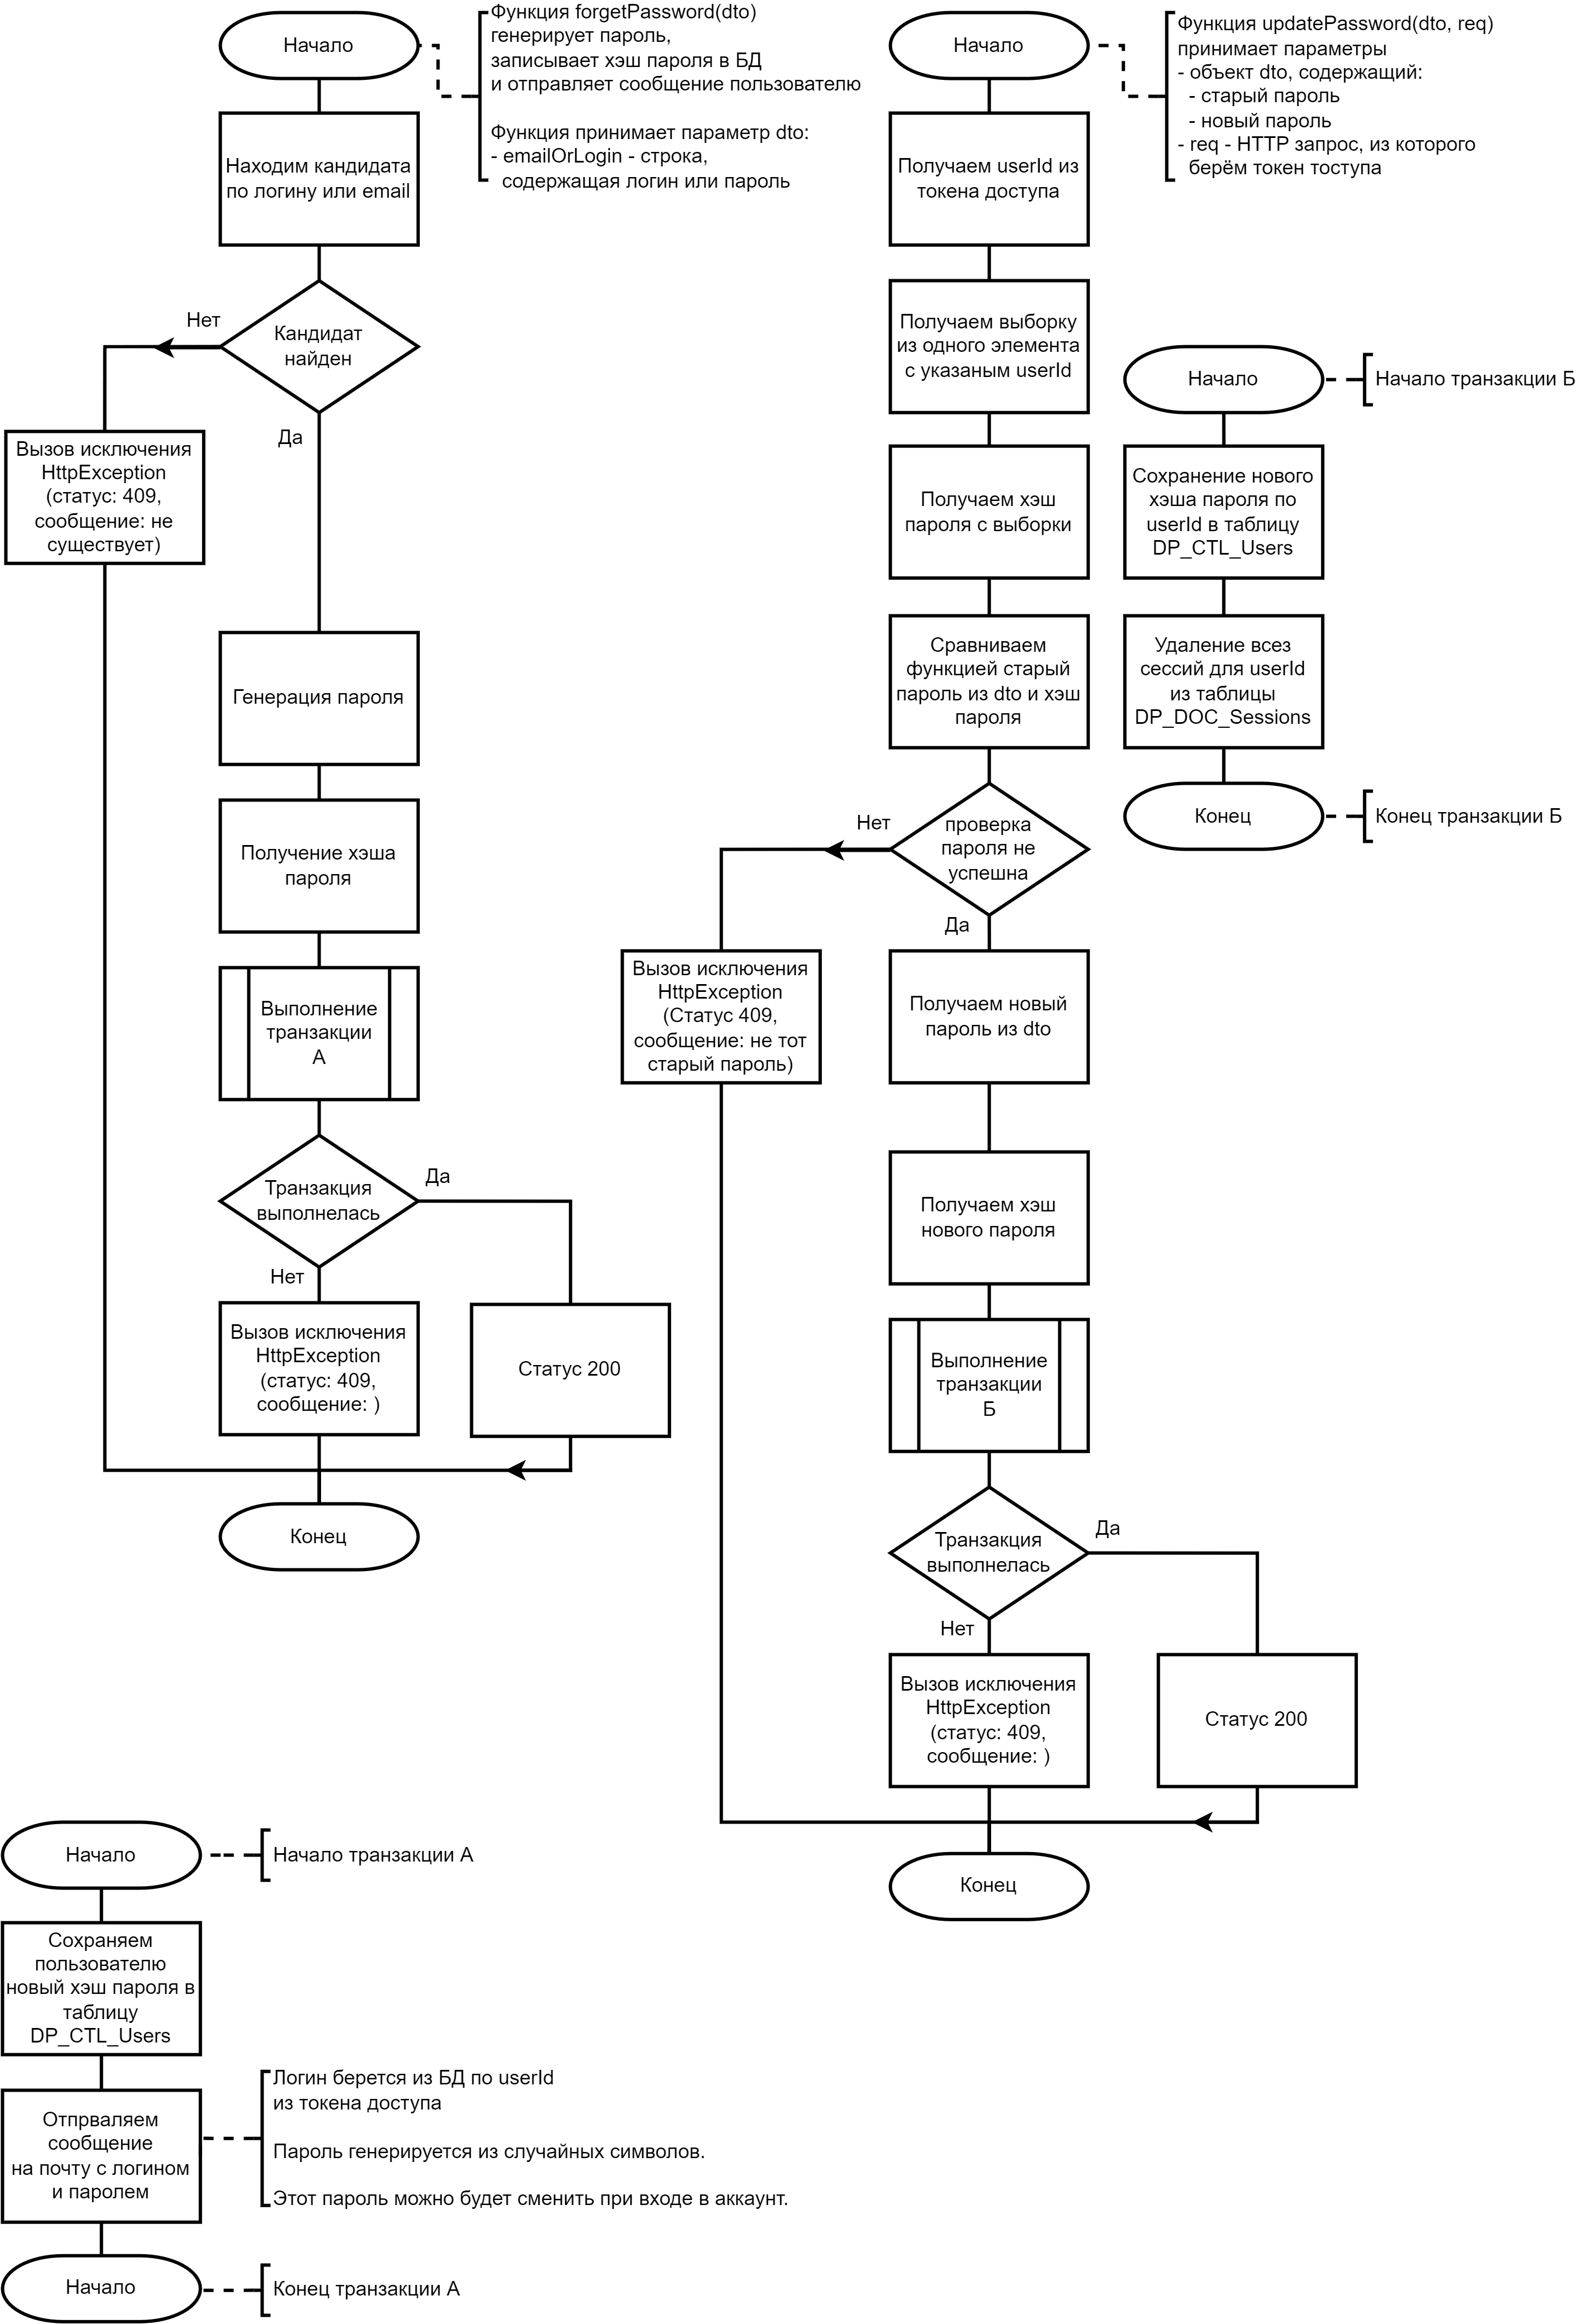 Начало
Функция forgetPassword(dto)
генерирует пароль,
записывает хэш пароля в БД
и отправляет сообщение пользователю
Функция принимает параметр dto:
- emailOrLogin - строка,
содержащая логин или пароль
Находим кандидата
по логину или email
Кандидат
найден
Нет
Да
Вызов исключения
HttpException
(статус: 409,
сообщение: не
существует)
Генерация пароля
Получение хэша
пароля
Выполнение
транзакции
А
Транзакция
выполнелась
Да
Нет
Вызов исключения
HttpException
(статус: 409,
сообщение: )
Статус 200
Конец
Начало
Функция updatePassword(dto, req)
принимает параметры
- объект dto, содержащий:
- старый пароль
- новый пароль
- req - HTTP запрос, из которого
берём токен тоступа
Получаем userId из
токена доступа
Получаем выборку
из одного элемента
с указаным userId
Получаем хэш
пароля с выборки
Сравниваем
функцией старый
пароль из dto и хэш
пароля
проверка
пароля не
успешна
Нет
Да
Вызов исключения
HttpException
(Статус 409,
сообщение: не тот
старый пароль)
Получаем новый
пароль из dto
Получаем хэш
нового пароля
Выполнение
транзакции
Б
Транзакция
выполнелась
Да
Нет
Вызов исключения
HttpException
(статус: 409,
сообщение: )
Статус 200
Конец
Начало
Начало транзакции Б
Сохранение нового
хэша пароля по
userId в таблицу
DP_CTL_Users
Удаление всез
сессий для userId
из таблицы
DP_DOC_Sessions
Конец
Конец транзакции Б
Начало
Начало транзакции А
Сохраняем
пользователю
новый хэш пароля в
таблицу
DP_CTL_Users
Отпрваляем
сообщение
на почту с логином
и паролем
Логин берется из БД по userId
из токена доступа
Пароль генерируется из случайных символов.
Этот пароль можно будет сменить при входе в аккаунт.
Начало
Конец транзакции А